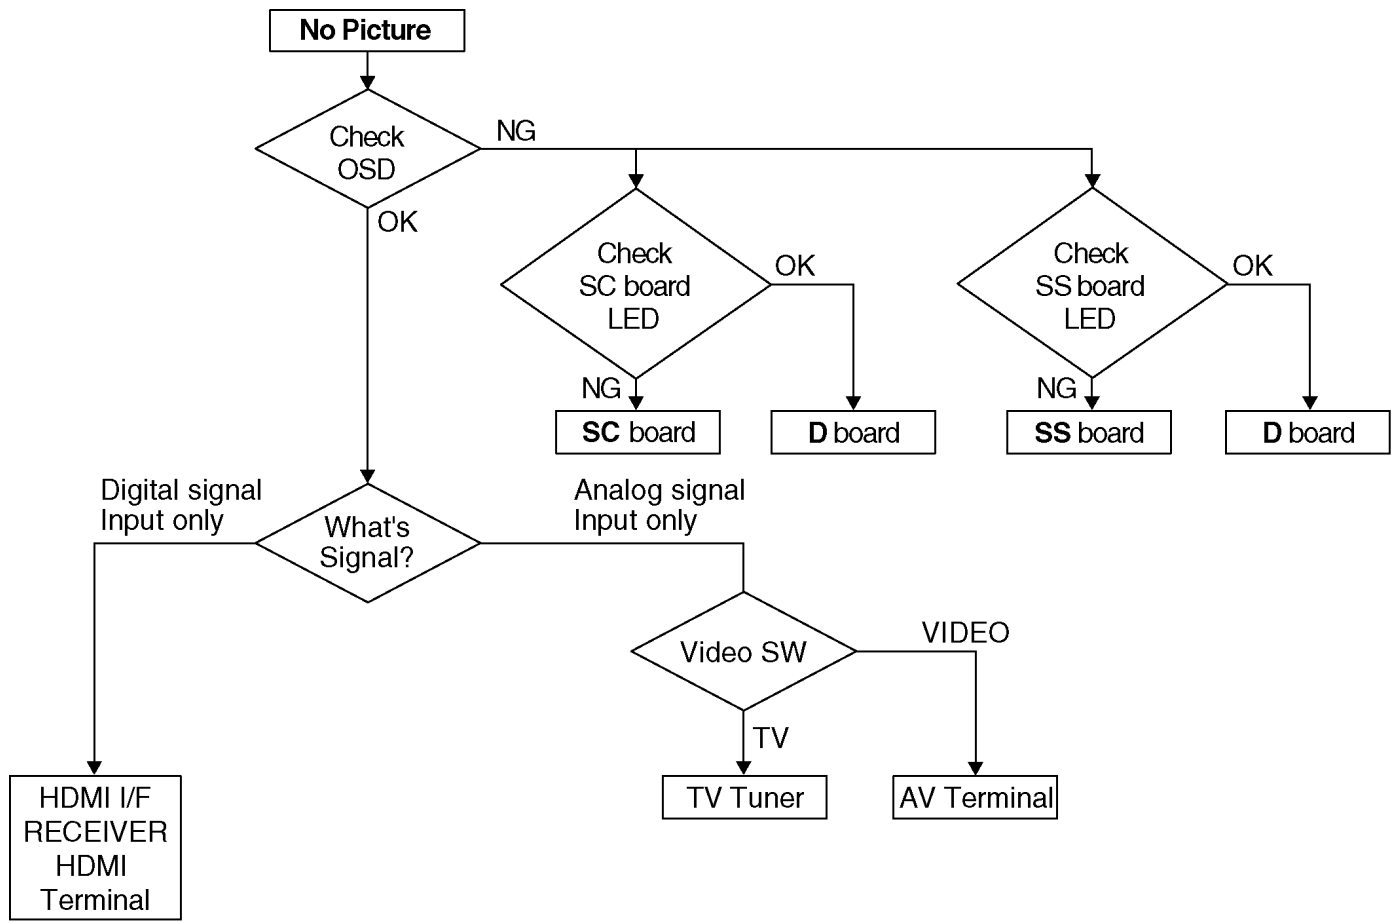 No Picture
Check
OSD
NG
OK
Check
SC board
LED
OK
NG
SC board
D board
Check
SS board
LED
OK
NG
SS board
D board
What's
Signal?
Digital signal
Input only
Analog signal
Input only
Video SW
VIDEO
TV
HDMI I/F
RECEIVER
HDMI
Terminal
TV Tuner
AV Terminal